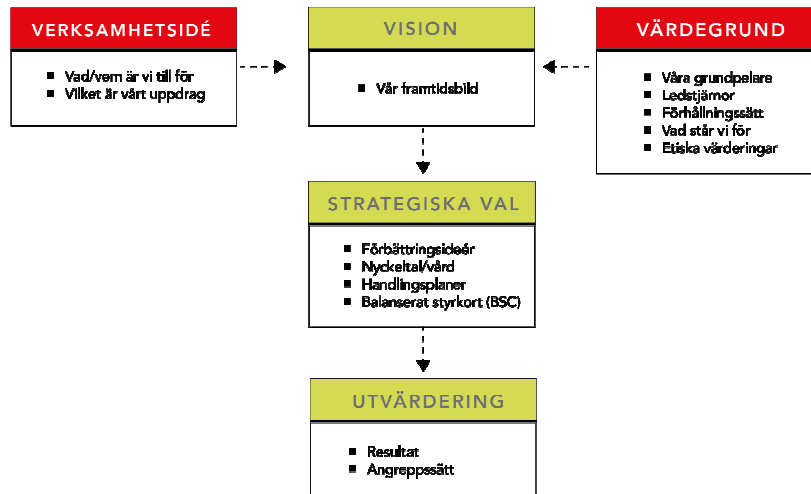 VERKSAMHETSIDÉ
Vad/vem är vi till för
Vilket är vårt uppdrag
VISION
Vår framtidsbild
VÄRDEGRUND
Våra grundpelare
Ledstjärnor
Förhållningssätt
Vad står vi för
Etiska värderingar
STRATEGISKA VAL
Förbättringsideér
Nyckeltal/vård
Handlingsplaner
Balanserat styrkort (BSC)
UTVÄRDERING
Resultat
Angreppssätt